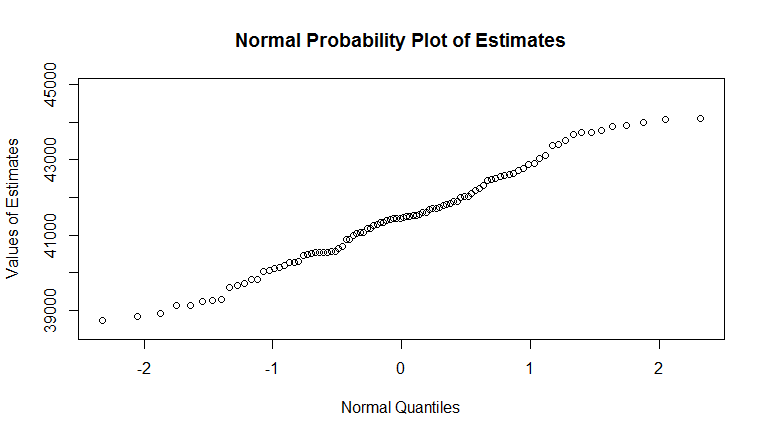 Normal Probability Plot of Estimates
Values of Estimates
45000
43000
41000
39000
-2 -1 0 1 2
Normal Quantiles